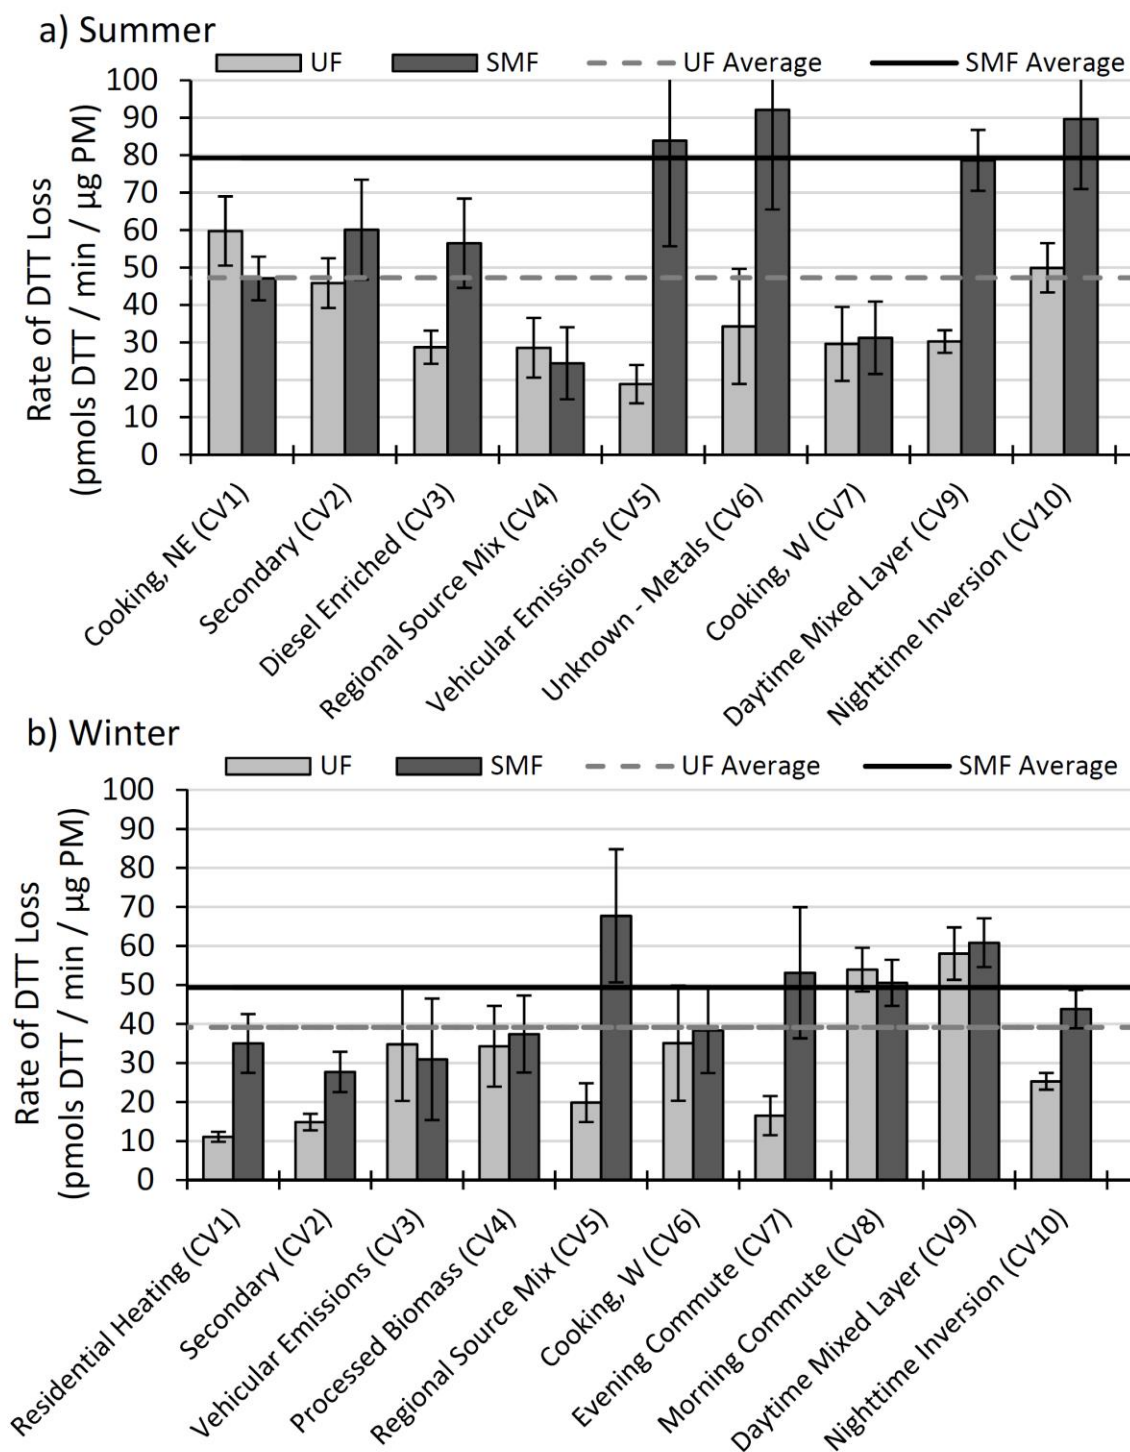 a) Summer
UF SMF UF Average SMF Average
Rate of DTT Loss
(pmols DTT / min / µg PM)
100
90
80
70
60
50
40
30
20
10
0
Cooking, NE (CV1)
Secondary (CV2)
Diesel Enriched (CV3)
Regional Source Mix (CV4)
Vehicular Emissions (CV5)
Unknown - Metals (CV6)
Cooking, W (CV7)
Daytime Mixed Layer (CV9)
Nighttime Inversion (CV10)
b) Winter
UF SMF UF Average SMF Average
Rate of DTT Loss
(pmols DTT / min / µg PM)
100
90
80
70
60
50
40
30
20
10
0
Residential Heating (CV1)
Secondary (CV2)
Vehicular Emissions (CV3)
Processed Biomass (CV4)
Regional Source Mix (CV5)
Cooking, W (CV6)
Evening Commute (CV7)
Morning Commute (CV8)
Daytime Mixed Layer (CV9)
Nighttime Inversion (CV10)